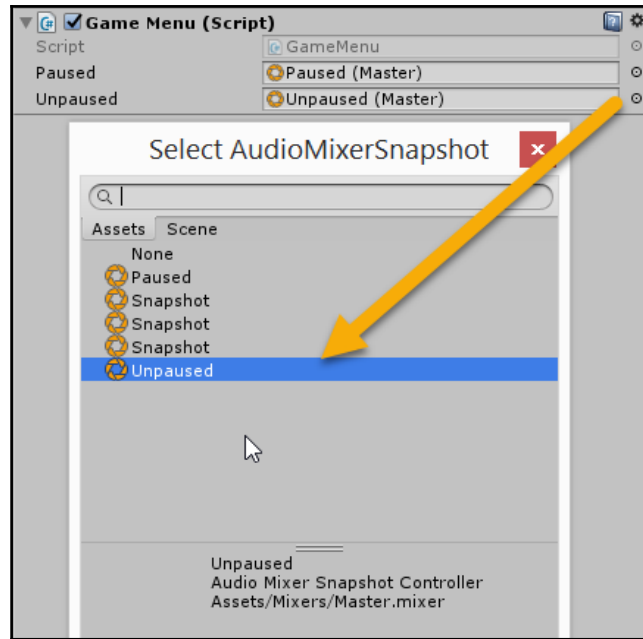 Game Menu (Script)
Script GameMenu
Paused Paused (Master)
Unpaused Unpaused (Master)
Select AudioMixerSnapshot x
Assets Scene
None
Paused
Snapshot
Snapshot
Snapshot
Unpaused
Unpaused
Audio Mixer Snapshot Controller
Assets/Mixers/Master.mixer